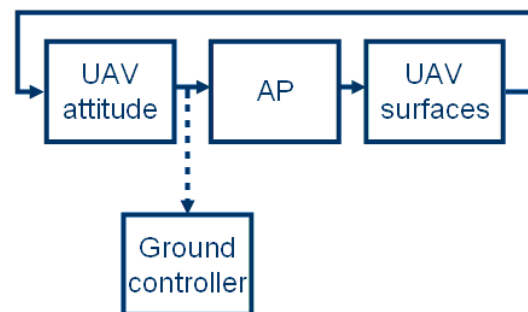 UAV
attitude
AP
UAV
surfaces
Ground
controller